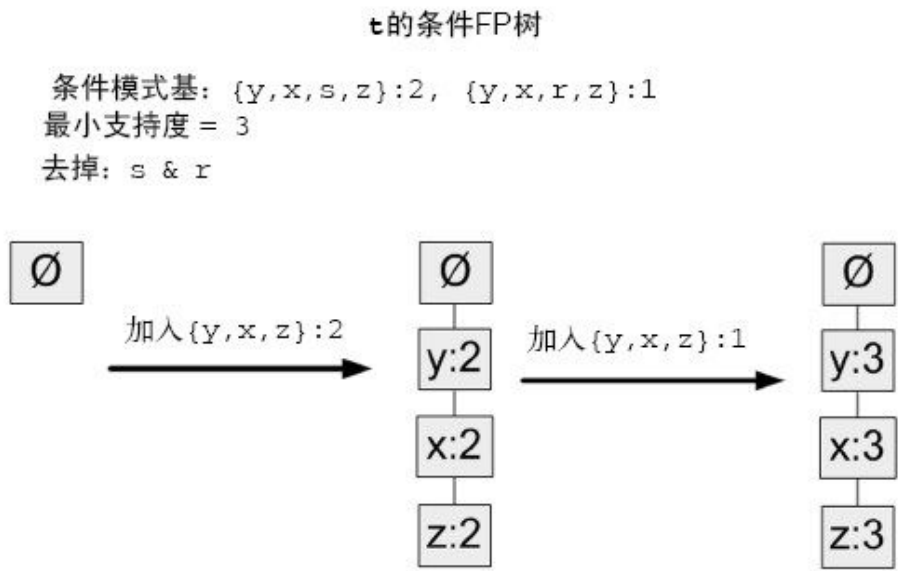 t的条件FP树
条件模式基：{y,x,s,z}:2, {y,x,r,z}:1
最小支持度 = 3
去掉：s & r
Ø
加入{y,x,z}:2
Ø
y:2
x:2
z:2
加入{y,x,z}:1
Ø
y:3
x:3
z:3